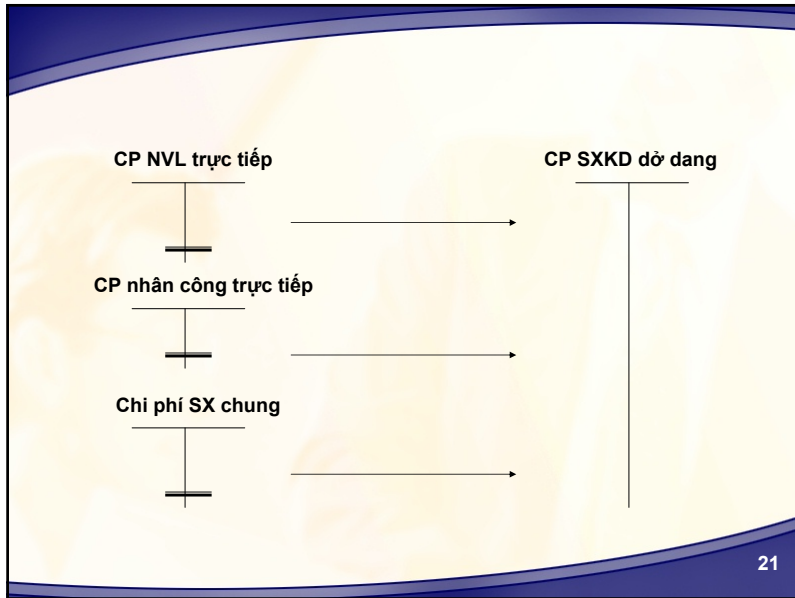 CP NVL trực tiếp
CP SXKD dở dang
CP nhân công trực tiếp
Chi phí SX chung
21